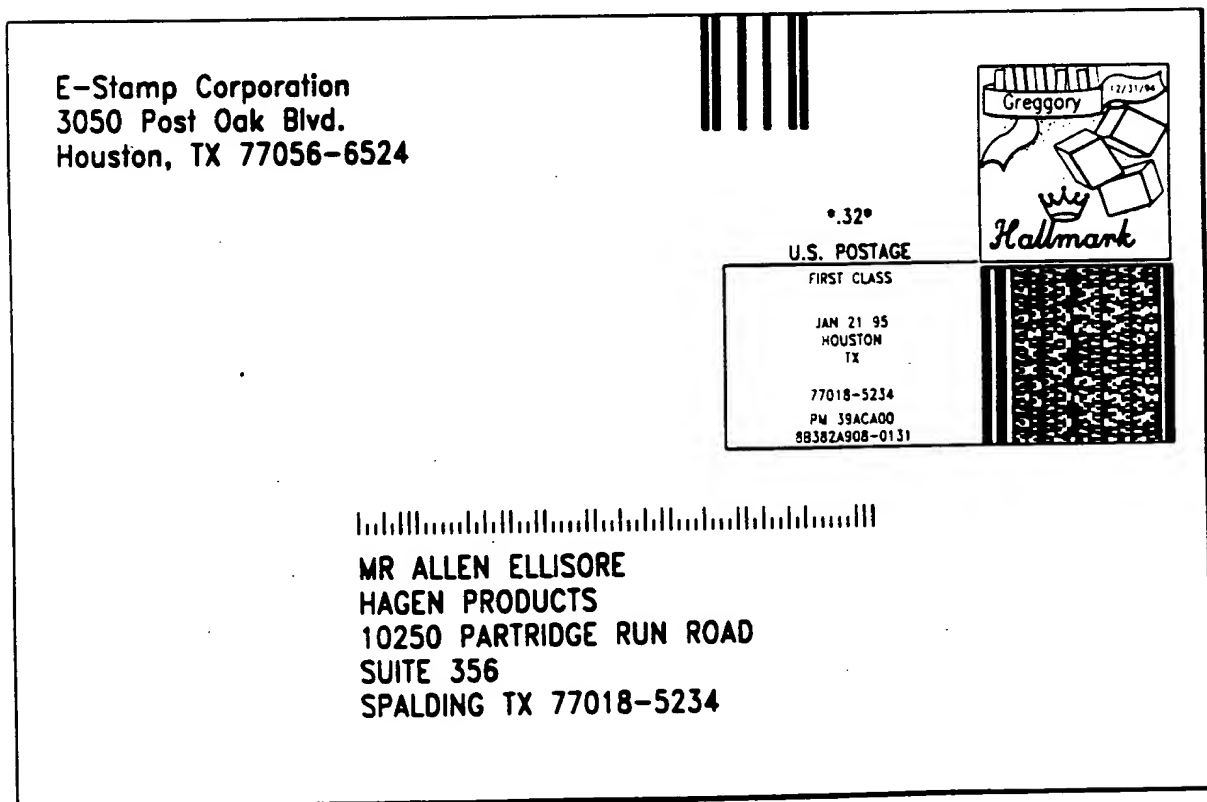 E-Stamp Corporation
3050 Post Oak Blvd.
Houston, TX 77056-6524
Greggory
12/31/94
Hallmark
*.32*
U.S. POSTAGE
FIRST CLASS
JAN 21 95
HOUSTON
TX
77018-5234
PM 39ACA00
8B382A908-0131
MR ALLEN ELLISORE
HAGEN PRODUCTS
10250 PARTRIDGE RUN ROAD
SUITE 356
SPALDING TX 77018-5234